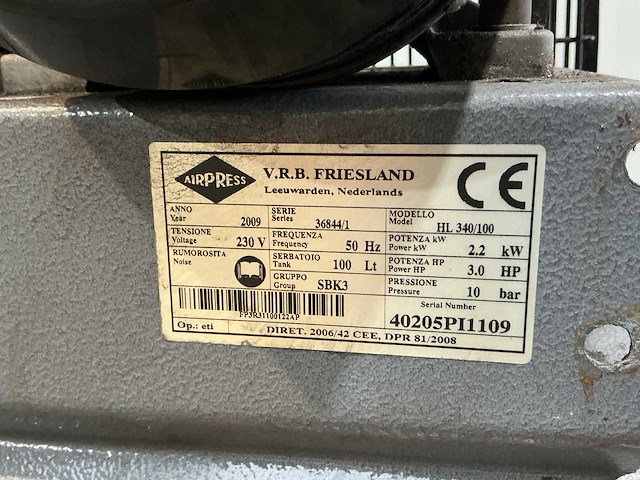 AIRPRESS
V.R.B. FRIESLAND
Leeuwarden, Nederlands
CE
ANNO
Year 2009
SERIE
Series 36844/1
MODELLO
Model HL 340/100
TENSIONE
Voltage 230 V
FREQUENZA
Frequency 50 Hz
POTENZA kW
Power kW 2.2 kW
RUMOROSITA
Noise
SERBATOIO
Tank 100 Lt
POTENZA HP
Power HP 3.0 HP
GRUPPO
Group SBK3
PRESSIONE
Pressure 10 bar
FP3R31100122AP
Serial Number
40205PI1109
Op.: eti
DIRET. 2006/42 CEE, DPR 81/2008